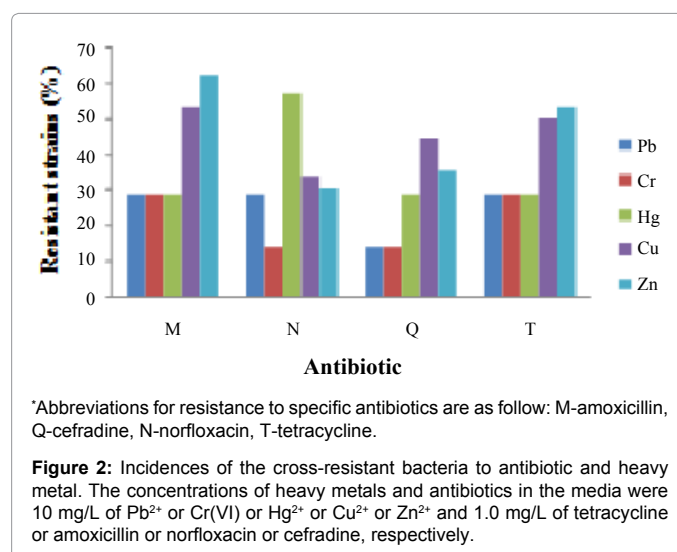 70
60
50
40
30
20
10
0
Resistant strains (%)
M N Q T
Antibiotic
Pb
Cr
Hg
Cu
Zn
*Abbreviations for resistance to specific antibiotics are as follow: M-amoxicillin,
Q-cefradine, N-norfloxacin, T-tetracycline.
Figure 2: Incidences of the cross-resistant bacteria to antibiotic and heavy
metal. The concentrations of heavy metals and antibiotics in the media were
10 mg/L of Pb²⁺ or Cr(VI) or Hg²⁺ or Cu²⁺ or Zn²⁺ and 1.0 mg/L of tetracycline
or amoxicillin or norfloxacin or cefradine, respectively.